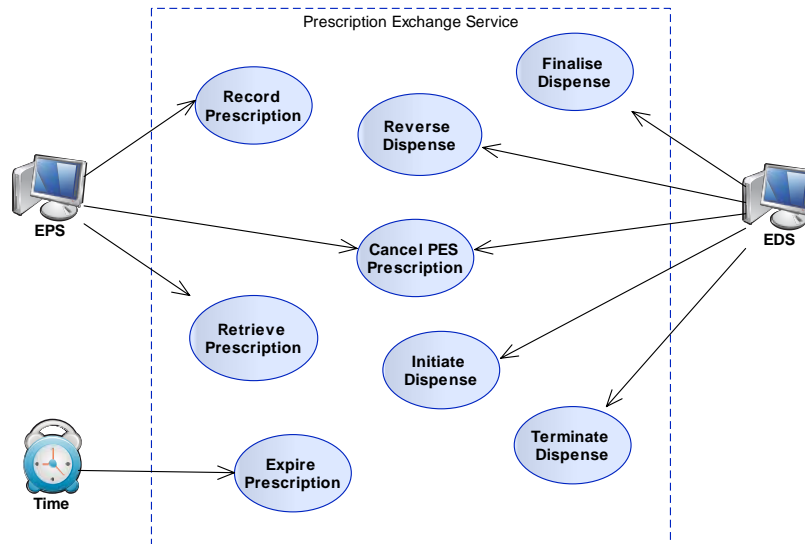 Prescription Exchange Service
Finalise
Dispense
Record
Prescription
Reverse
Dispense
EPS
EDS
Cancel PES
Prescription
Retrieve
Prescription
Initiate
Dispense
Terminate
Dispense
Expire
Prescription
Time